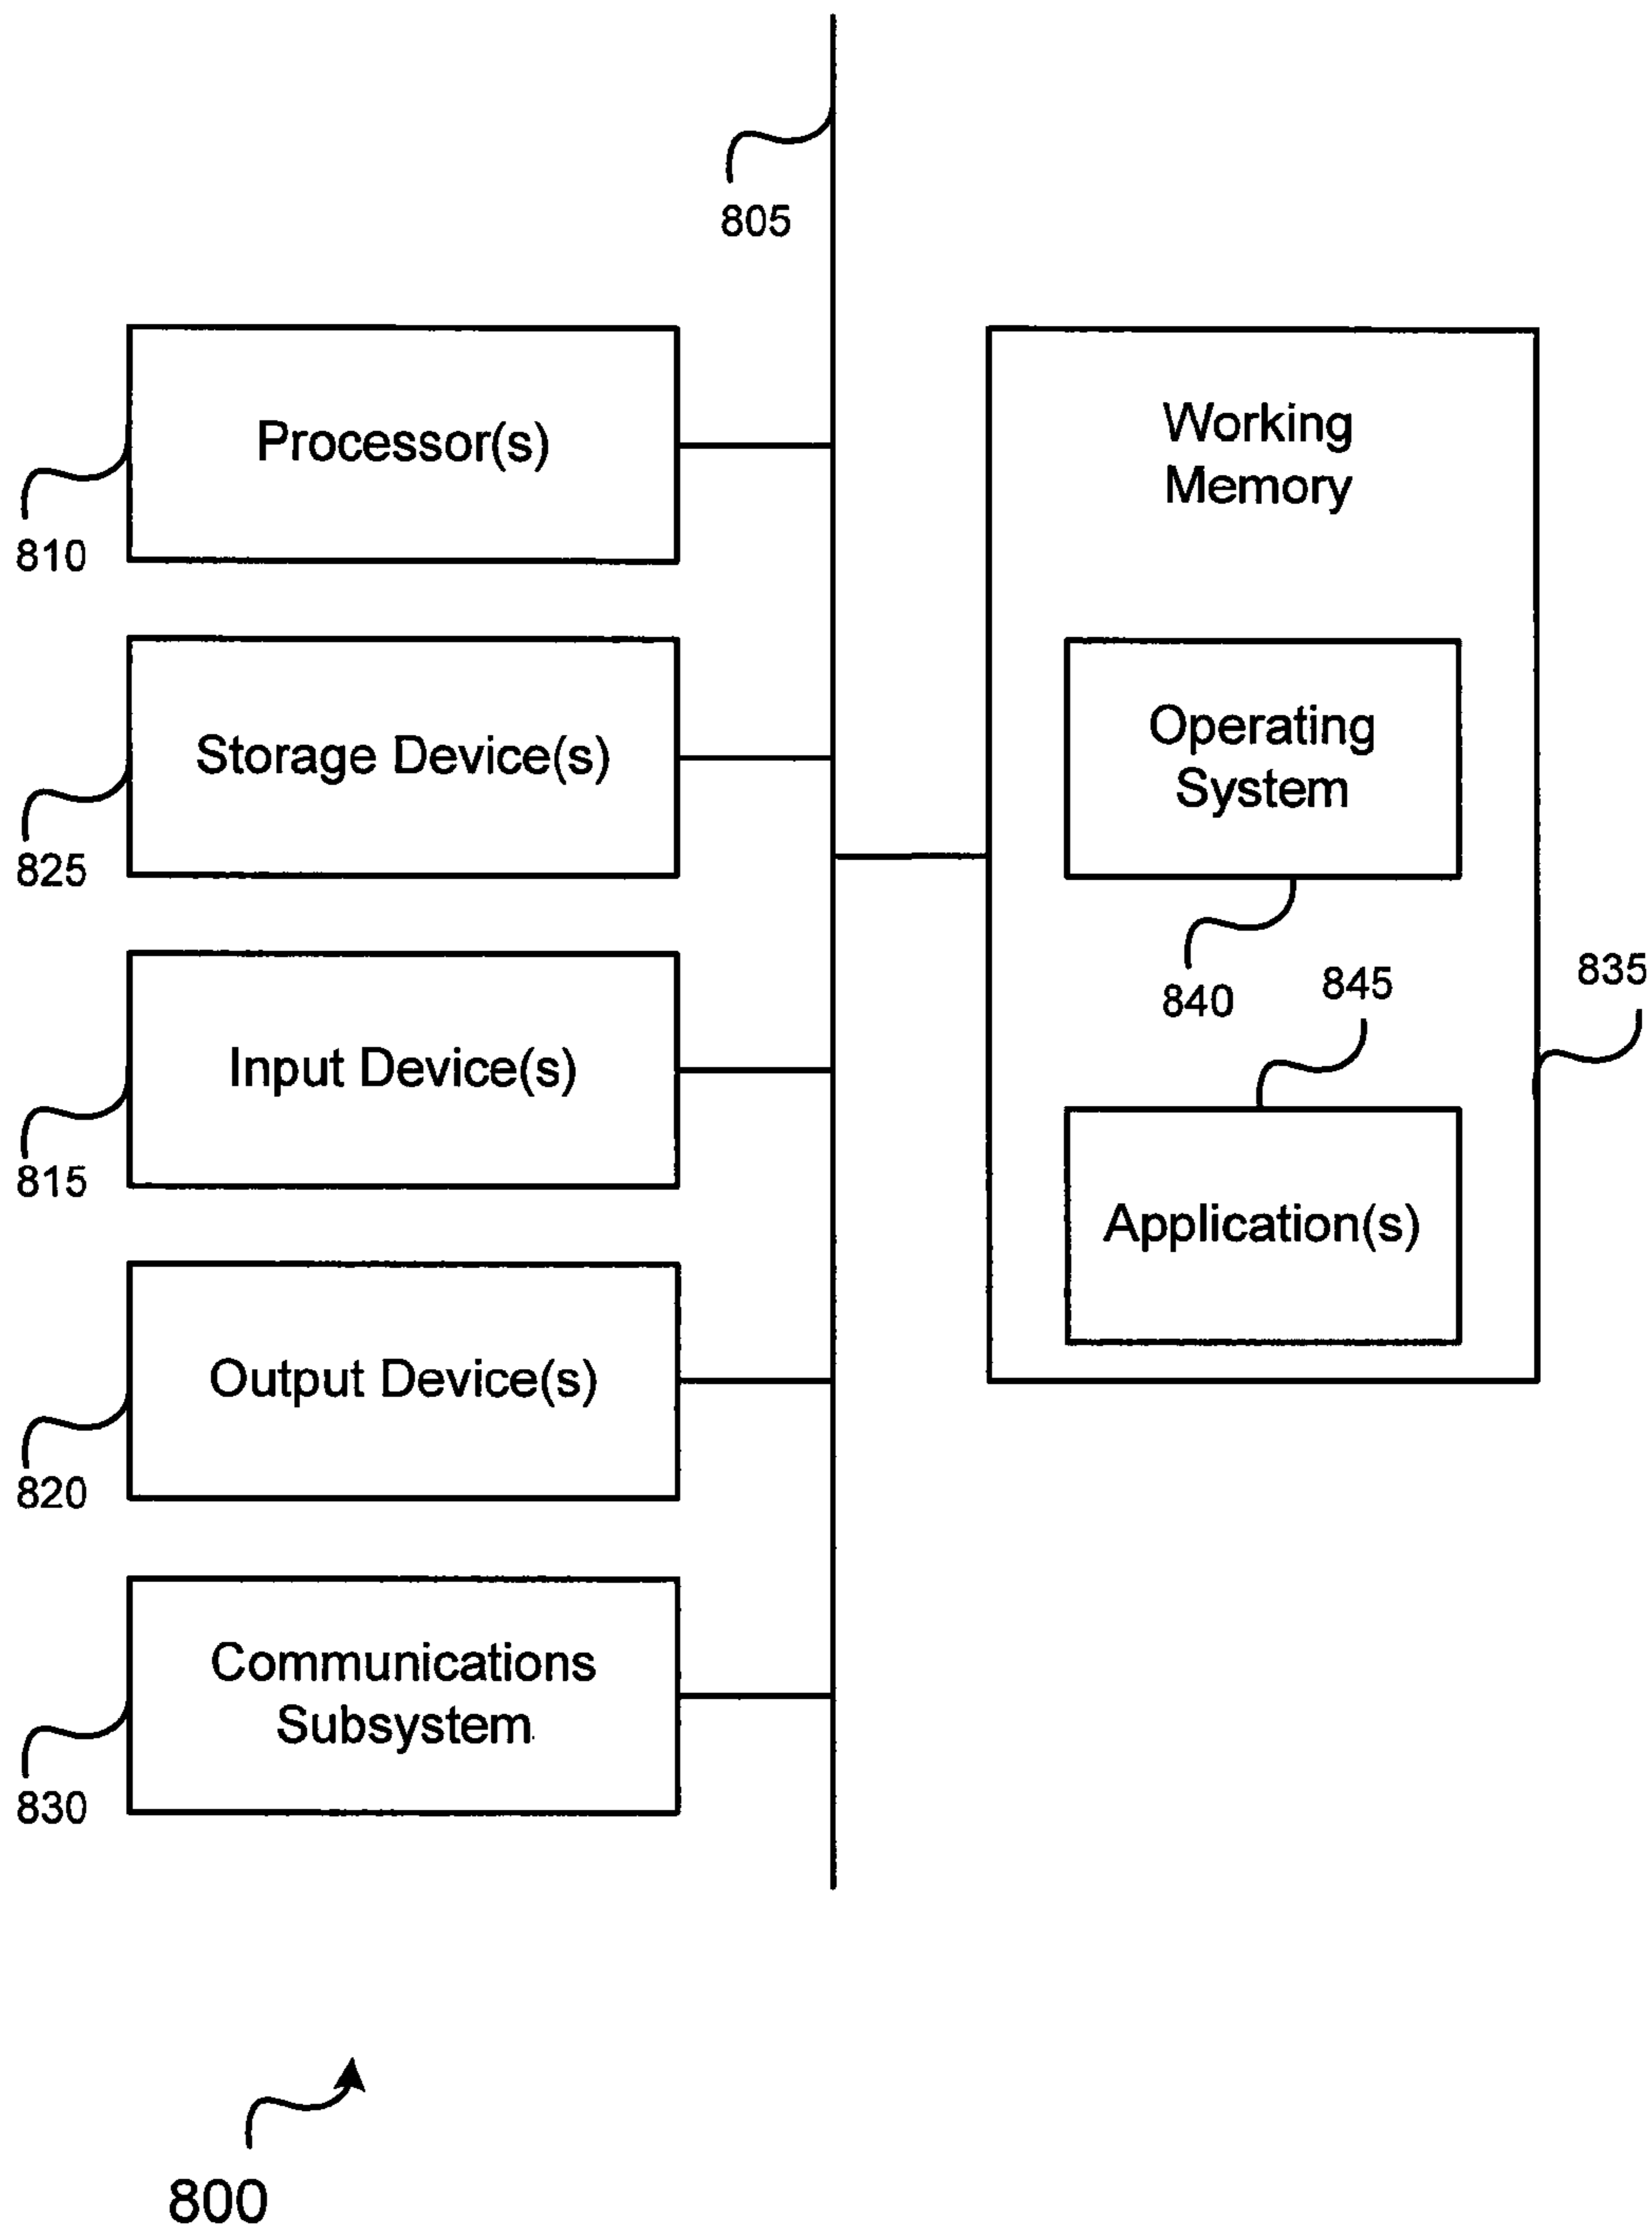 805
Processor(s)
810
Storage Device(s)
825
Input Device(s)
815
Output Device(s)
820
Communications
Subsystem
830
Working
Memory
Operating
System
840
845
835
Application(s)
800